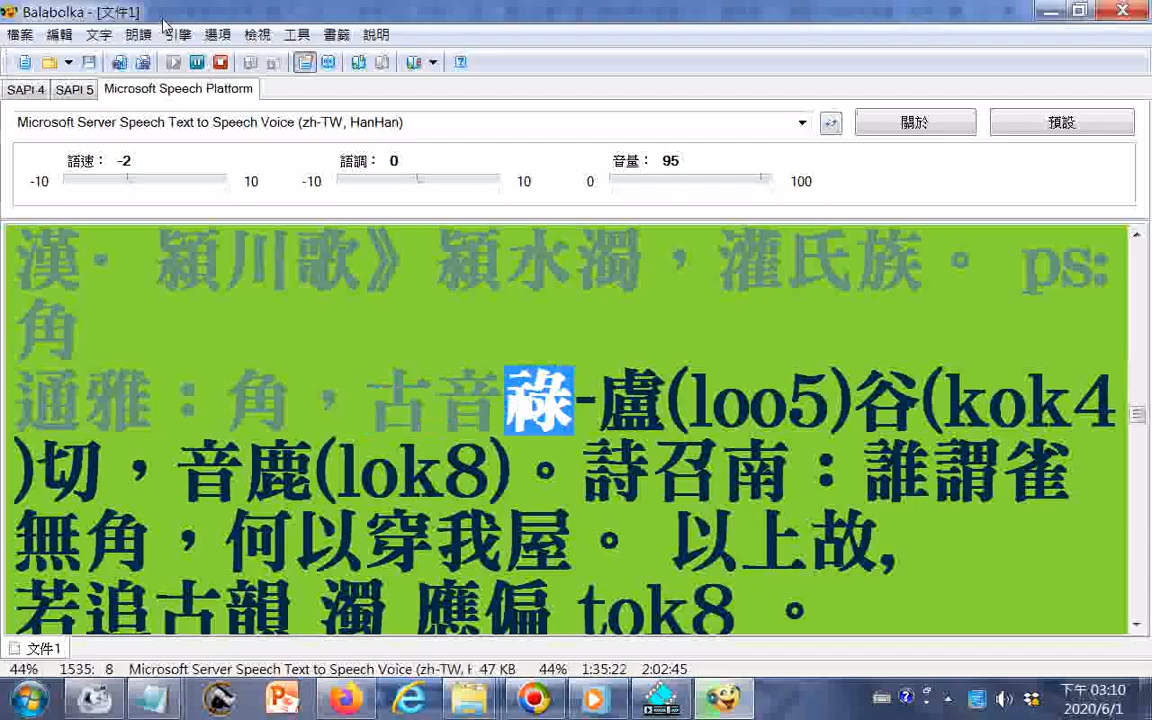 Balabolka - [文件1]
檔案 編輯 文字 朗讀 引擎 選項 檢視 工具 書籤 說明
SAPI 4 SAPI 5 Microsoft Speech Platform
Microsoft Server Speech Text to Speech Voice (zh-TW, HanHan) 關於 預設
語速： -2 語調： 0 音量： 95
-10 10 -10 10 0 100
漢· 潁川歌》潁水濁，灌氏族。 ps:
角
通雅：角，古音祿-盧(loo5)谷(kok4
)切，音鹿(lok8)。詩召南：誰謂雀
無角，何以穿我屋。 以上故,
若追古韻 濁 應偏 tok8 。
文件1
44% 1535: 8 Microsoft Server Speech Text to Speech Voice (zh-TW, 47 KB 44% 1:35:22 2:02:45
下午 03:10
2020/6/1